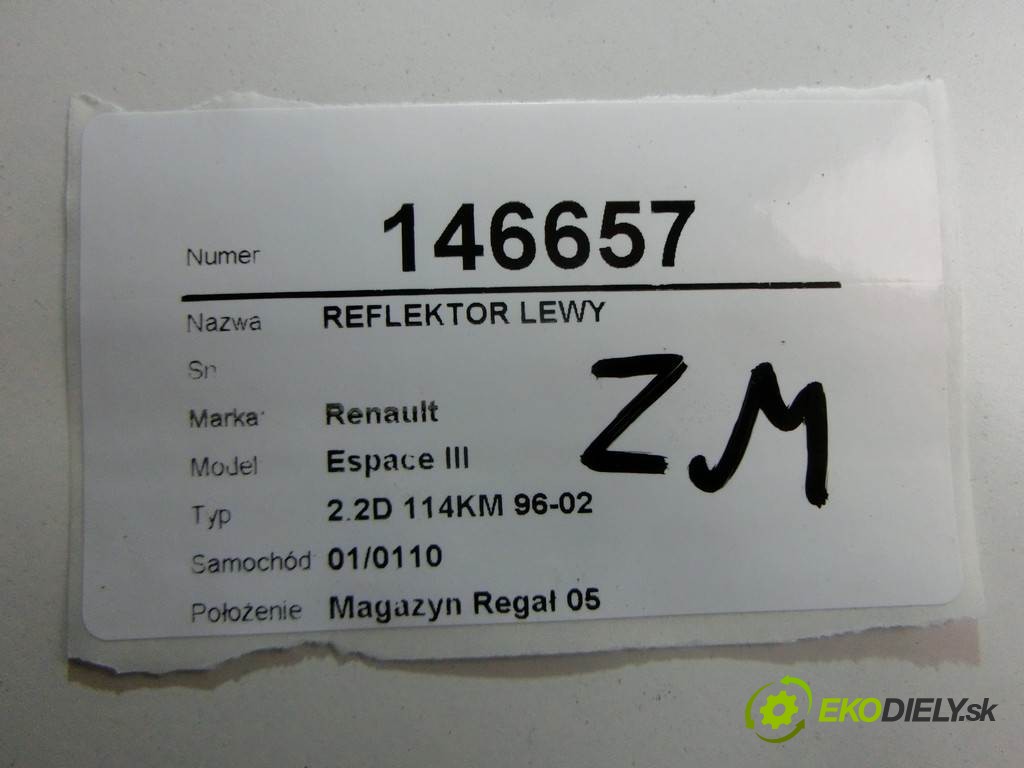 Numer 146657
Nazwa REFLEKTOR LEWY
Sn
Marka Renault
Model Espace III
Typ 2.2D 114KM 96-02
Samochód 01/0110
Położenie Magazyn Regał 05
ZM
EKODIELY.sk